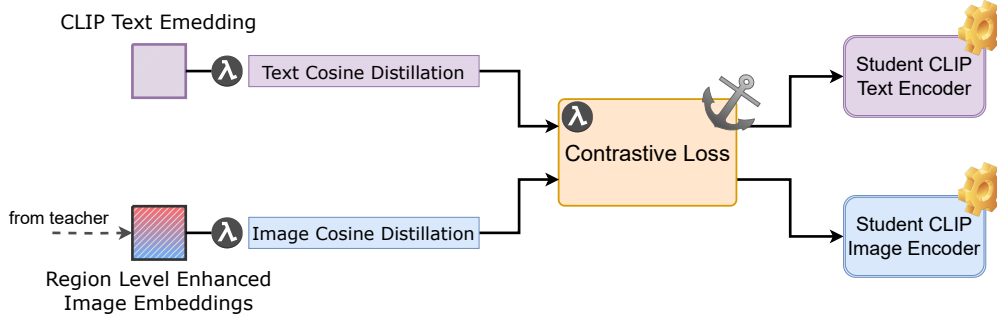 CLIP Text Emedding
λ
Text Cosine Distillation
Student CLIP
Text Encoder
λ
Contrastive Loss
from teacher
λ
Image Cosine Distillation
Student CLIP
Image Encoder
Region Level Enhanced
Image Embeddings